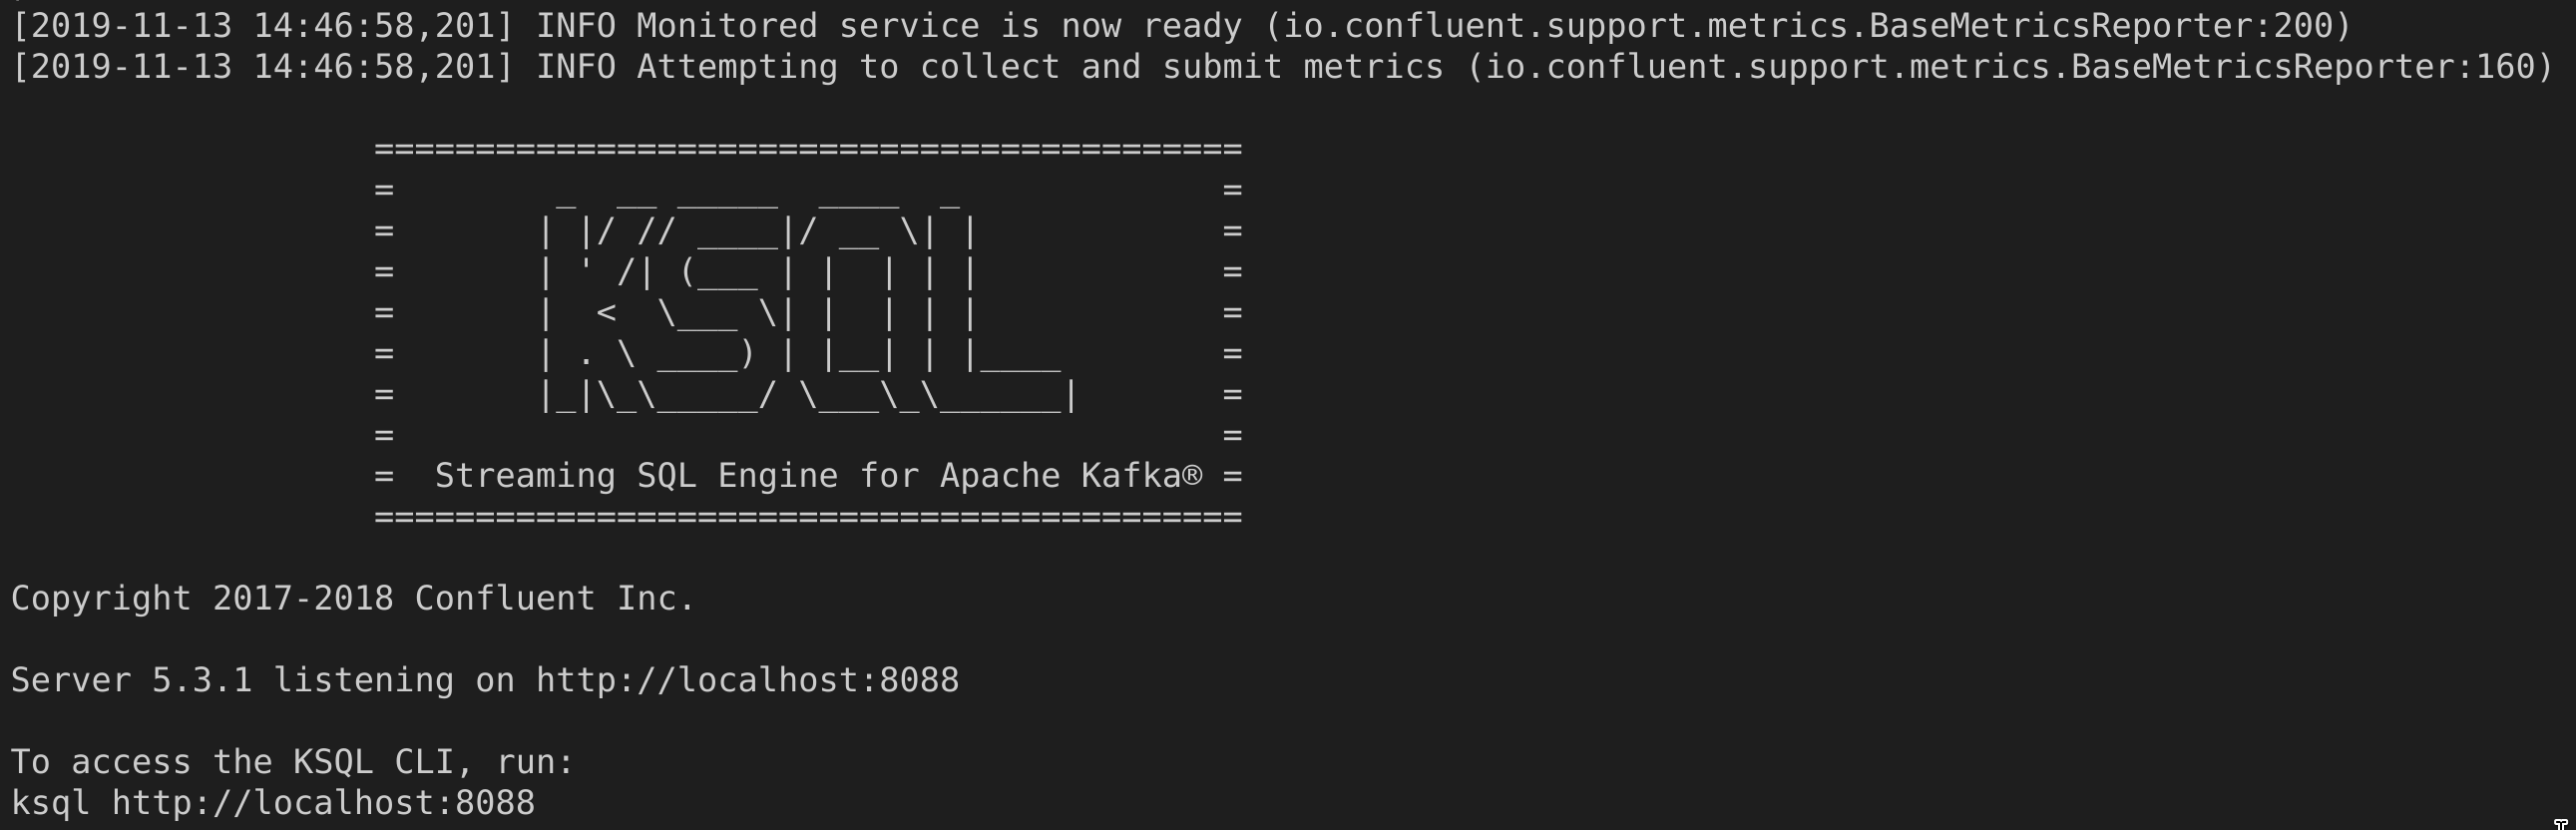 [2019-11-13 14:46:58,201] INFO Monitored service is now ready (io.confluent.support.metrics.BaseMetricsReporter:200)
[2019-11-13 14:46:58,201] INFO Attempting to collect and submit metrics (io.confluent.support.metrics.BaseMetricsReporter:160)

                  ===========================================
                  =        _  __ _____   ____  _             =
                  =       | |/ // ____|/ __ \| |            =
                  =       | ' /| (___ | |  | | |            =
                  =       |  <  \___ \| |  | | |            =
                  =       | . \ ____) | |__| | |____        =
                  =       |_|\_\_____/ \___\_\______|       =
                  =                                         =
                  =  Streaming SQL Engine for Apache Kafka® =
                  ===========================================

Copyright 2017-2018 Confluent Inc.

Server 5.3.1 listening on http://localhost:8088

To access the KSQL CLI, run:
ksql http://localhost:8088